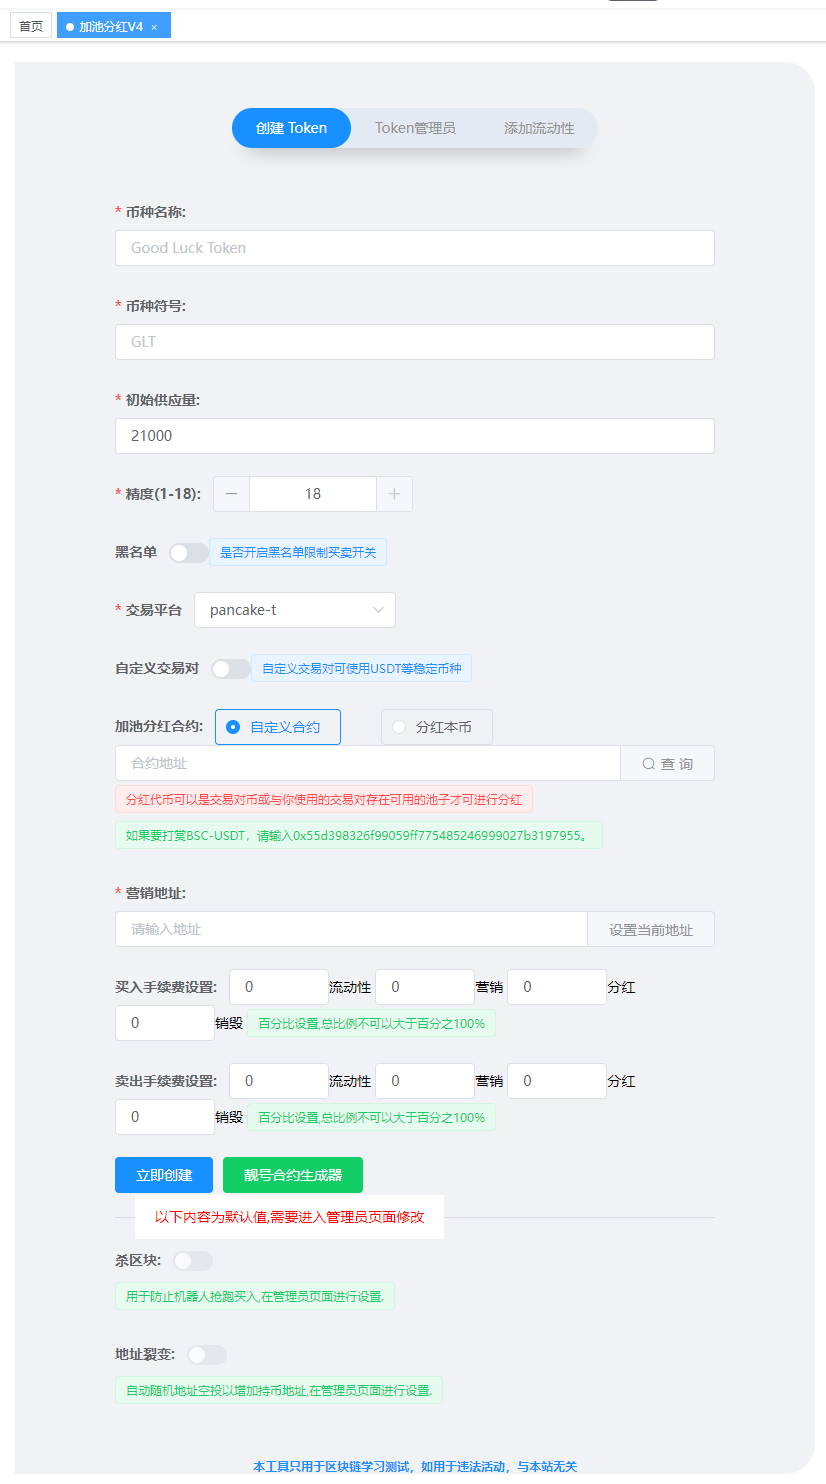 首页 加池分红V4 ×
创建 Token Token管理员 添加流动性
* 币种名称:
Good Luck Token
* 币种符号:
GLT
* 初始供应量:
21000
* 精度(1-18): 18
黑名单 是否开启黑名单限制买卖开关
* 交易平台 pancake-t
自定义交易对 自定义交易对可使用USDT等稳定币种
加池分红合约: 自定义合约 分红本币
合约地址 查 询
分红代币可以是交易对币或与你使用的交易对存在可用的池子才可进行分红
如果要打赏BSC-USDT，请输入0x55d398326f99059ff775485246999027b3197955。
* 营销地址:
请输入地址 设置当前地址
买入手续费设置: 0 流动性 0 营销 0 分红
0 销毁 百分比设置,总比例不可以大于百分之100%
卖出手续费设置: 0 流动性 0 营销 0 分红
0 销毁 百分比设置,总比例不可以大于百分之100%
立即创建 靓号合约生成器
以下内容为默认值,需要进入管理员页面修改
杀区块:
用于防止机器人抢跑买入,在管理员页面进行设置.
地址裂变:
自动随机地址空投以增加持币地址,在管理员页面进行设置.
本工具只用于区块链学习测试，如用于违法活动，与本站无关